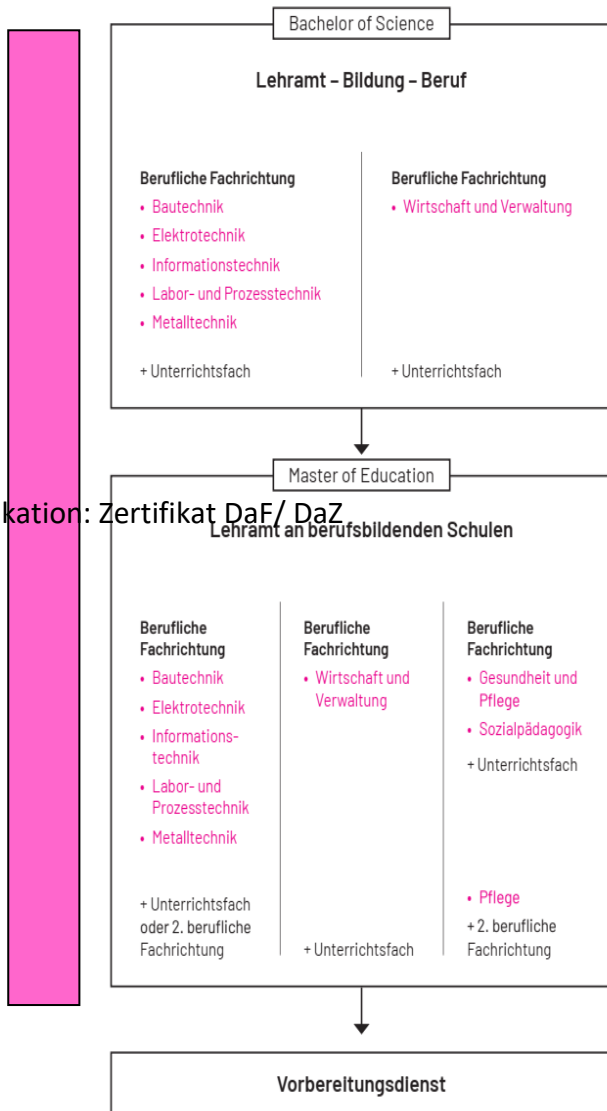 Bachelor of Science
Lehramt – Bildung – Beruf
Berufliche Fachrichtung
• Bautechnik
• Elektrotechnik
• Informationstechnik
• Labor- und Prozesstechnik
• Metalltechnik
+ Unterrichtsfach
Berufliche Fachrichtung
• Wirtschaft und Verwaltung
+ Unterrichtsfach
Master of Education
kation: Zertifikat DaF/ DaZ
Lehramt an berufsbildenden Schulen
Berufliche
Fachrichtung
• Bautechnik
• Elektrotechnik
• Informations-
technik
• Labor- und
Prozesstechnik
• Metalltechnik
+ Unterrichtsfach
oder 2. berufliche
Fachrichtung
Berufliche
Fachrichtung
• Wirtschaft und
Verwaltung
+ Unterrichtsfach
Berufliche
Fachrichtung
• Gesundheit und
Pflege
• Sozialpädagogik
+ Unterrichtsfach
• Pflege
+ 2. berufliche
Fachrichtung
Vorbereitungsdienst